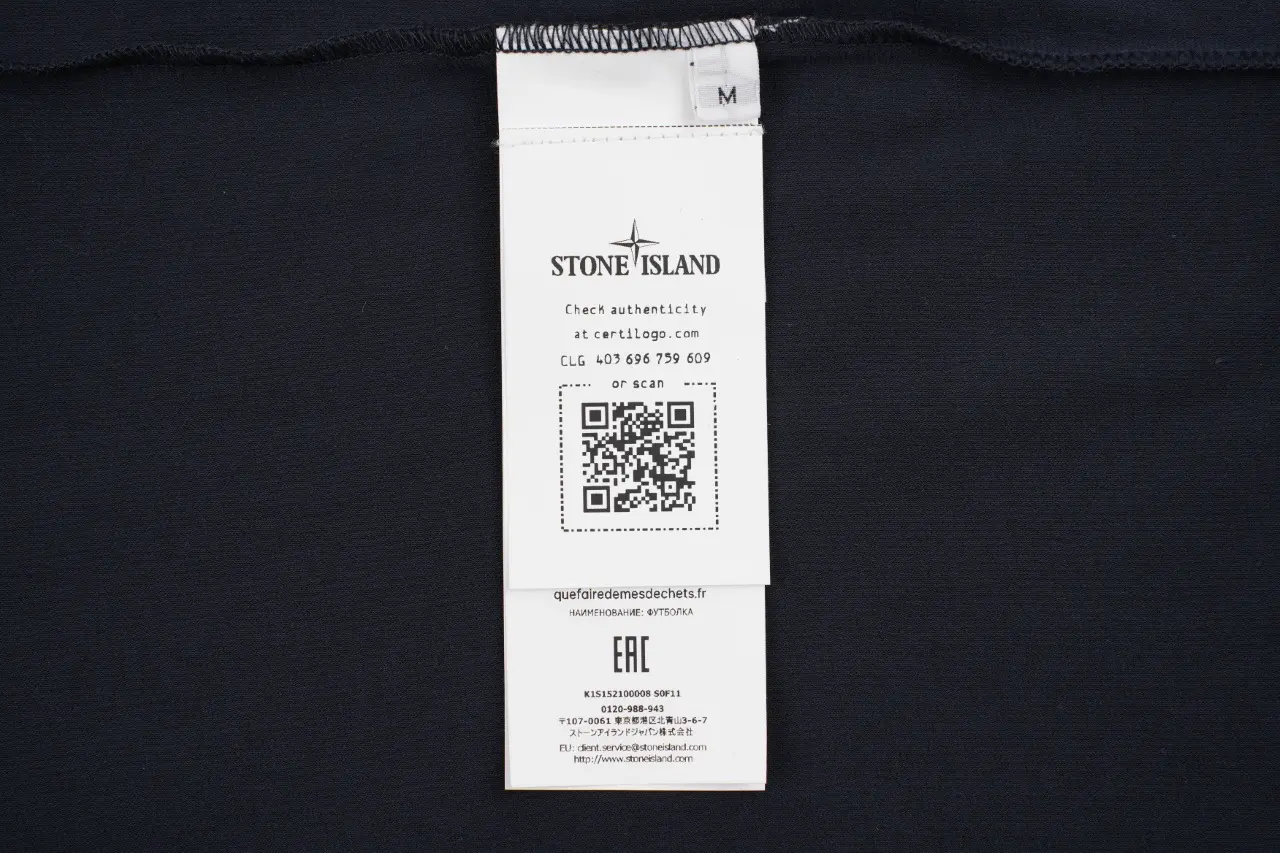 M
STONE ISLAND
Check authenticity
at certilogo.com
CLG 403 696 759 609
or scan
quefairedemesdechets.fr
НАИМЕНОВАНИЕ: ФУТБОЛКА
EAC
K1S152100008 S0F11
0120-988-943
〒107-0061 東京都港区北青山3-6-7
ストーンアイランドジャパン株式会社
EU: client.service@stoneisland.com
http://www.stoneisland.com